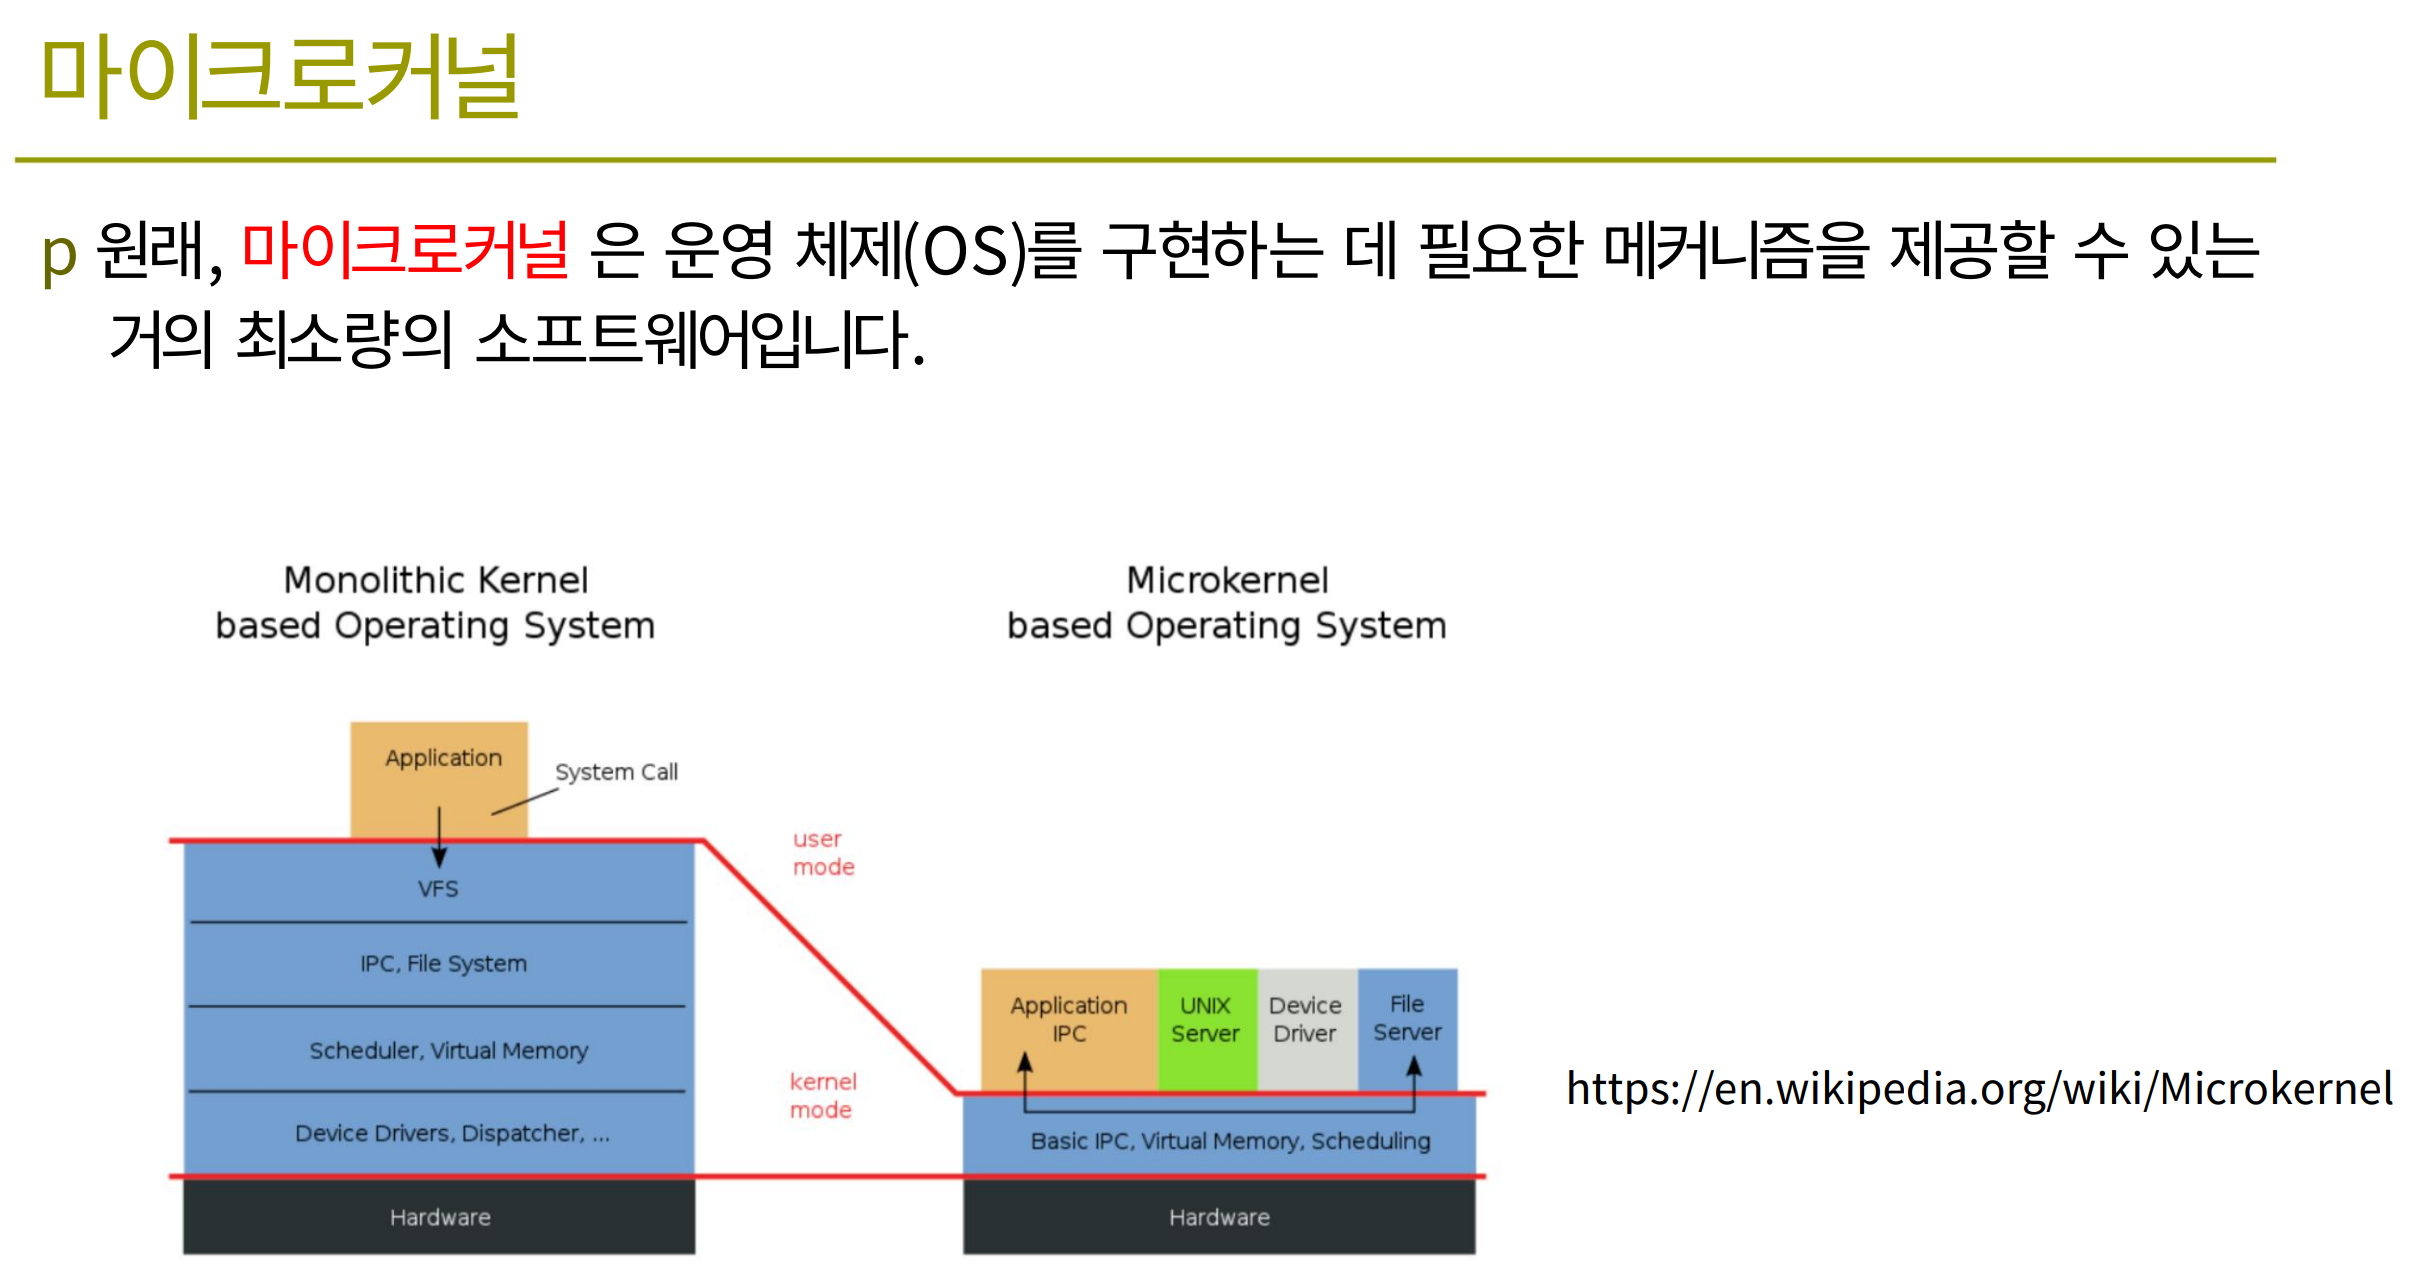 마이크로커널
p 원래, 마이크로커널 은 운영 체제(OS)를 구현하는 데 필요한 메커니즘을 제공할 수 있는
거의 최소량의 소프트웨어입니다.
Monolithic Kernel
based Operating System
Microkernel
based Operating System
Application
System Call
user
mode
VFS
IPC, File System
Scheduler, Virtual Memory
Device Drivers, Dispatcher, ...
Hardware
kernel
mode
Application
IPC
UNIX
Server
Device
Driver
File
Server
Basic IPC, Virtual Memory, Scheduling
Hardware
https://en.wikipedia.org/wiki/Microkernel